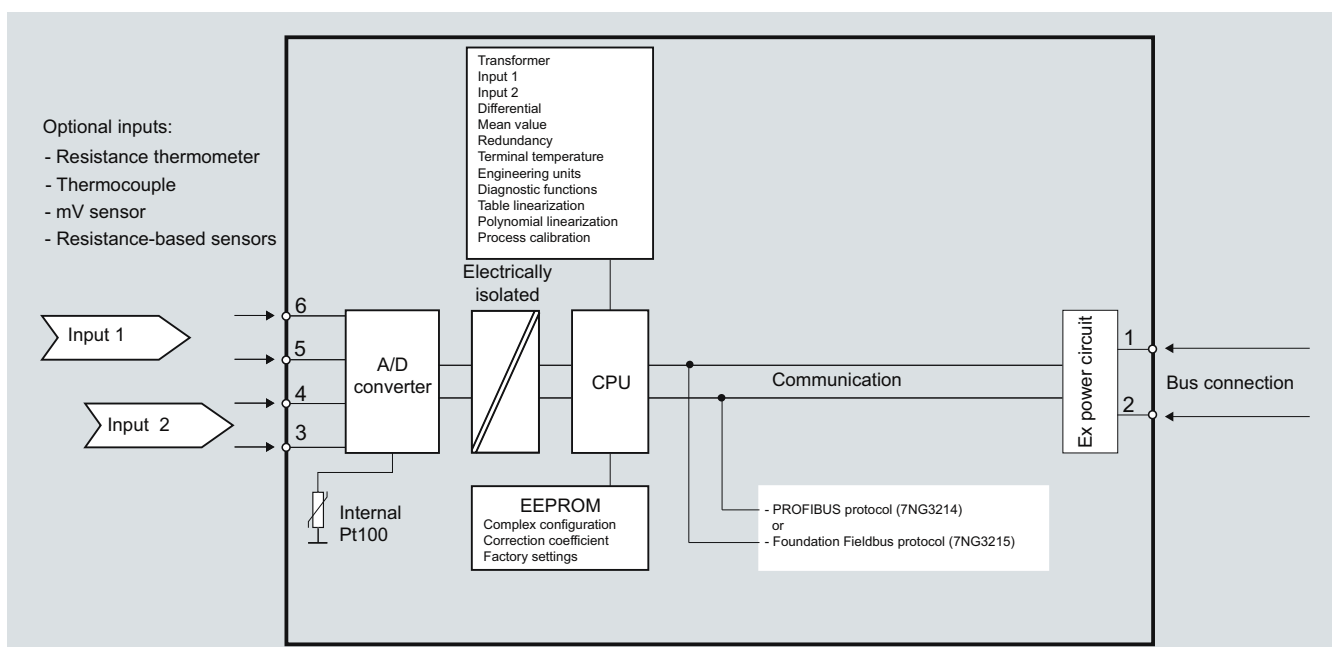 Transformer
Input 1
Input 2
Differential
Mean value
Redundancy
Terminal temperature
Engineering units
Diagnostic functions
Table linearization
Polynomial linearization
Process calibration
Optional inputs:
- Resistance thermometer
- Thermocouple
- mV sensor
- Resistance-based sensors
Electrically
isolated
Input 1
Input 2
6
5
4
3
A/D
converter
CPU
Communication
Ex power circuit
1
2
Bus connection
Internal
Pt100
EEPROM
Complex configuration
Correction coefficient
Factory settings
- PROFIBUS protocol (7NG3214)
or
- Foundation Fieldbus protocol (7NG3215)